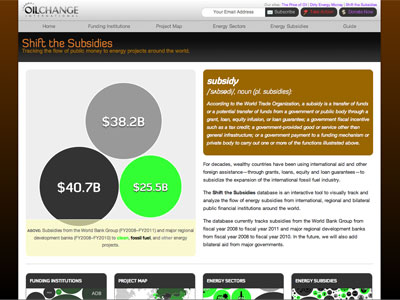 Our sites: The Price of Oil | Dirty Energy Money | Shift the Subsidies
OILCHANGE
INTERNATIONAL
Your Email Address
Subscribe
Take Action
Donate Now
Home
Funding Institutions
Project Map
Energy Sectors
Energy Subsidies
Guide
Shift the Subsidies
Tracking the flow of public money to energy projects around the world.
$38.2B
$40.7B
$25.5B
ABOVE: Subsidies from the World Bank Group (FY2008–FY2011) and major regional
development banks (FY2008–FY2010) to clean, fossil fuel, and other energy
projects.
subsidy
noun (pl. subsidies):
According to the World Trade Organization, a subsidy is a transfer of funds
or a potential transfer of funds from a government or public body through a
grant, loan, equity infusion, or loan guarantee; a government fiscal incentive
such as a tax credit; a government-provided good or service other than
general infrastructure; or a government payment to a funding mechanism or
private body to carry out one or more of the functions illustrated above.
For decades, wealthy countries have been using international aid and other
foreign assistance—through grants, loans, equity and loan guarantees—to
subsidize the expansion of the international fossil fuel industry.
The Shift the Subsidies database is an interactive tool to visually track and
analyze the flow of energy subsidies from international, regional and bilateral
public financial institutions around the world.
The database currently tracks subsidies from the World Bank Group from
fiscal year 2008 to fiscal year 2011 and major regional development banks
from fiscal year 2008 to fiscal year 2010. In the future, we will also add
bilateral aid from major governments.
FUNDING INSTITUTIONS
PROJECT MAP
ENERGY SECTORS
ENERGY SUBSIDIES
ADB